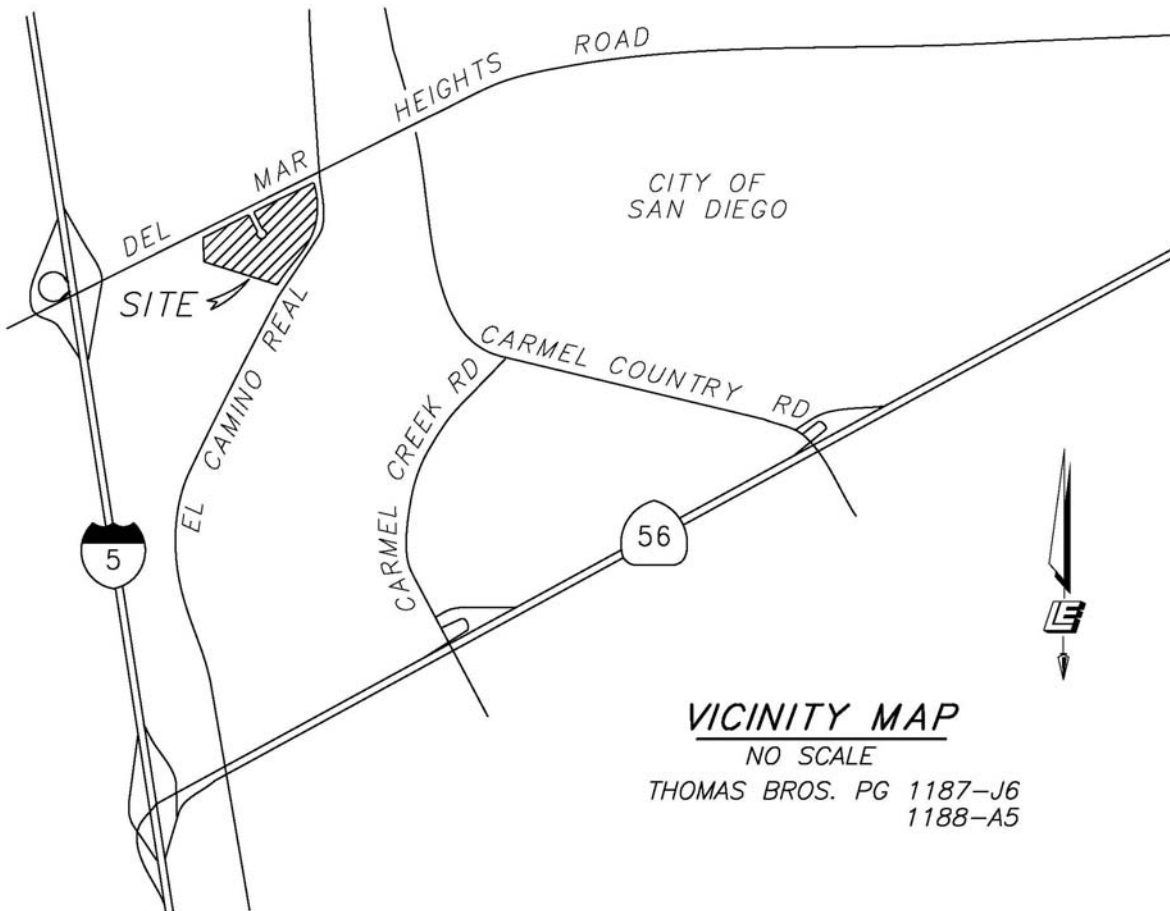 DEL MAR HEIGHTS ROAD
CITY OF
SAN DIEGO
SITE
EL CAMINO REAL
CARMEL CREEK RD
CARMEL COUNTRY RD
5
56
LE
VICINITY MAP
NO SCALE
THOMAS BROS. PG 1187-J6
1188-A5